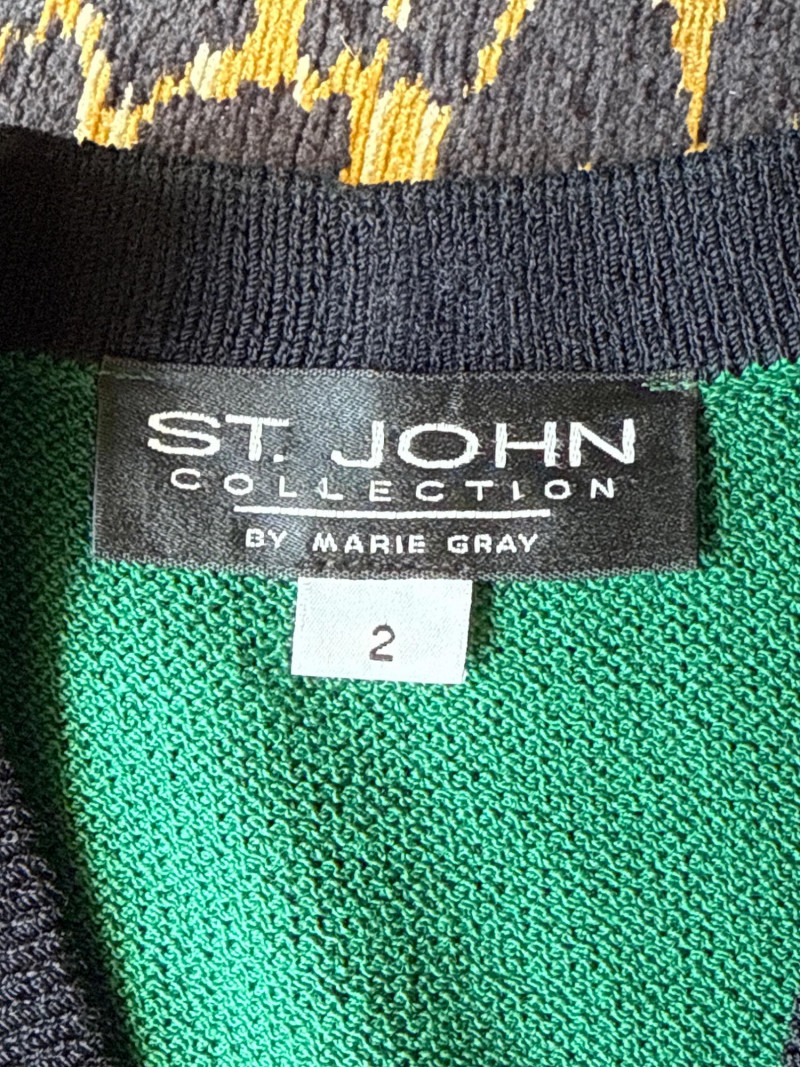 ST. JOHN
COLLECTION
BY MARIE GRAY
2